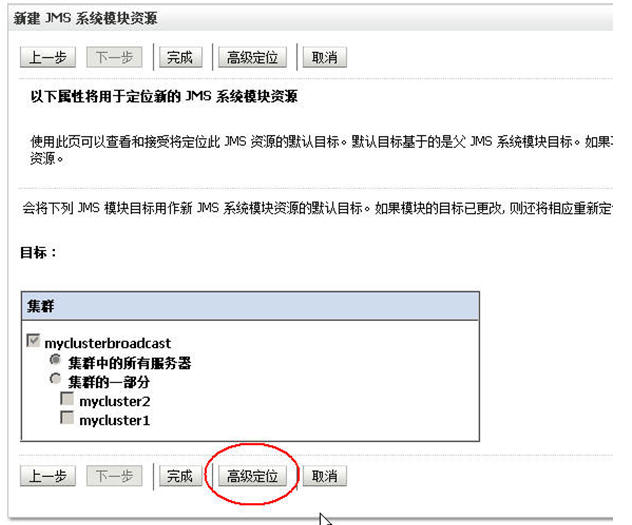 新建 JMS 系统模块资源
上一步 下一步 完成 高级定位 取消
以下属性将用于定位新的 JMS 系统模块资源
使用此页可以查看和接受将定位此 JMS 资源的默认目标。默认目标基于的是父 JMS 系统模块目标。如果
资源。
会将下列 JMS 模块目标用作新 JMS 系统模块资源的默认目标。如果模块的目标已更改, 则还将相应重新定
目标：
集群
myclusterbroadcast
集群中的所有服务器
集群的一部分
mycluster2
mycluster1
上一步 下一步 完成 高级定位 取消